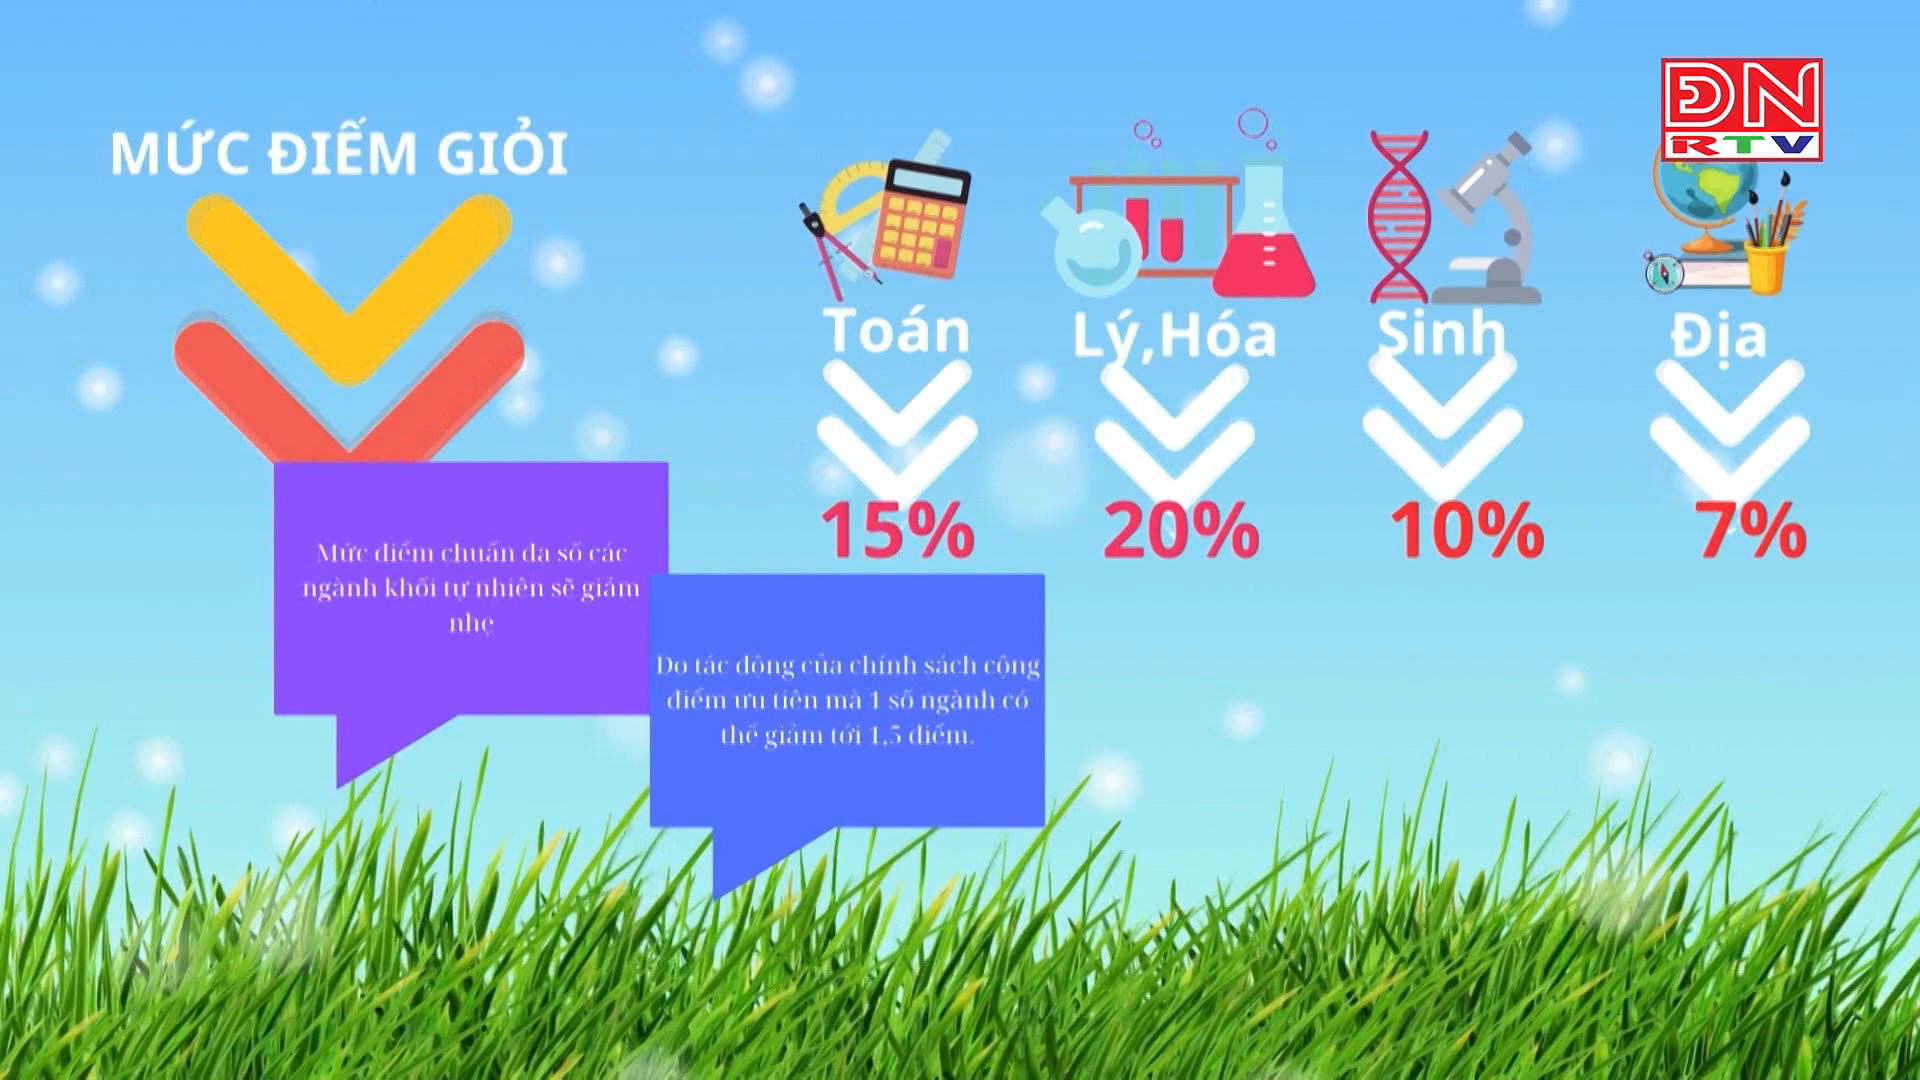 MỨC ĐIẾM GIỎI
Toán
Lý,Hóa
Sinh
Địa
15%
20%
10%
7%
Mức điểm chuẩn đa số các
ngành khối tự nhiên sẽ giảm
nhẹ
Do tác động của chính sách cộng
điểm ưu tiên mà 1 số ngành có
thể giảm tới 1,5 điểm.
ĐN
RTV